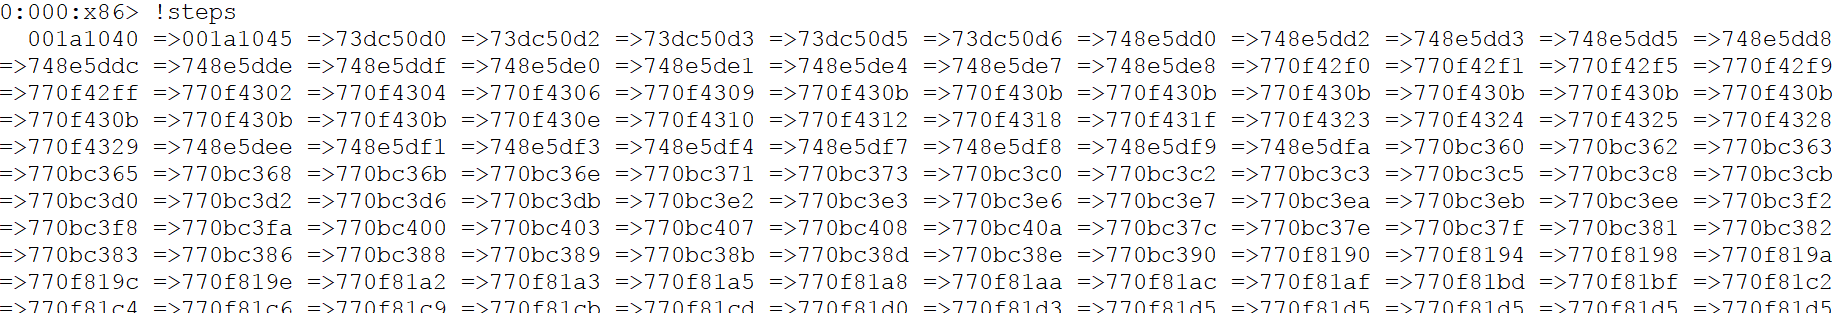 0:000:x86> !steps
001a1040 =>001a1045 =>73dc50d0 =>73dc50d2 =>73dc50d3 =>73dc50d5 =>73dc50d6 =>748e5dd0 =>748e5dd2 =>748e5dd3 =>748e5dd5 =>748e5dd8
=>748e5ddc =>748e5dde =>748e5ddf =>748e5de0 =>748e5de1 =>748e5de4 =>748e5de7 =>748e5de8 =>770f42f0 =>770f42f1 =>770f42f5 =>770f42f9
=>770f42ff =>770f4302 =>770f4304 =>770f4306 =>770f4309 =>770f430b =>770f430b =>770f430b =>770f430b =>770f430b =>770f430b =>770f430b
=>770f430b =>770f430b =>770f430b =>770f430e =>770f4310 =>770f4312 =>770f4318 =>770f431f =>770f4323 =>770f4324 =>770f4325 =>770f4328
=>770f4329 =>748e5dee =>748e5df1 =>748e5df3 =>748e5df4 =>748e5df7 =>748e5df8 =>748e5df9 =>748e5dfa =>770bc360 =>770bc362 =>770bc363
=>770bc365 =>770bc368 =>770bc36b =>770bc36e =>770bc371 =>770bc373 =>770bc3c0 =>770bc3c2 =>770bc3c3 =>770bc3c5 =>770bc3c8 =>770bc3cb
=>770bc3d0 =>770bc3d2 =>770bc3d6 =>770bc3db =>770bc3e2 =>770bc3e3 =>770bc3e6 =>770bc3e7 =>770bc3ea =>770bc3eb =>770bc3ee =>770bc3f2
=>770bc3f8 =>770bc3fa =>770bc400 =>770bc403 =>770bc407 =>770bc408 =>770bc40a =>770bc37c =>770bc37e =>770bc37f =>770bc381 =>770bc382
=>770bc383 =>770bc386 =>770bc388 =>770bc389 =>770bc38b =>770bc38d =>770bc38e =>770bc390 =>770f8190 =>770f8194 =>770f8198 =>770f819a
=>770f819c =>770f819e =>770f81a2 =>770f81a3 =>770f81a5 =>770f81a8 =>770f81aa =>770f81ac =>770f81af =>770f81bd =>770f81bf =>770f81c2
=>770f81c4 =>770f81c6 =>770f81c9 =>770f81cb =>770f81cd =>770f81d0 =>770f81d3 =>770f81d5 =>770f81d5 =>770f81d5 =>770f81d5 =>770f81d5